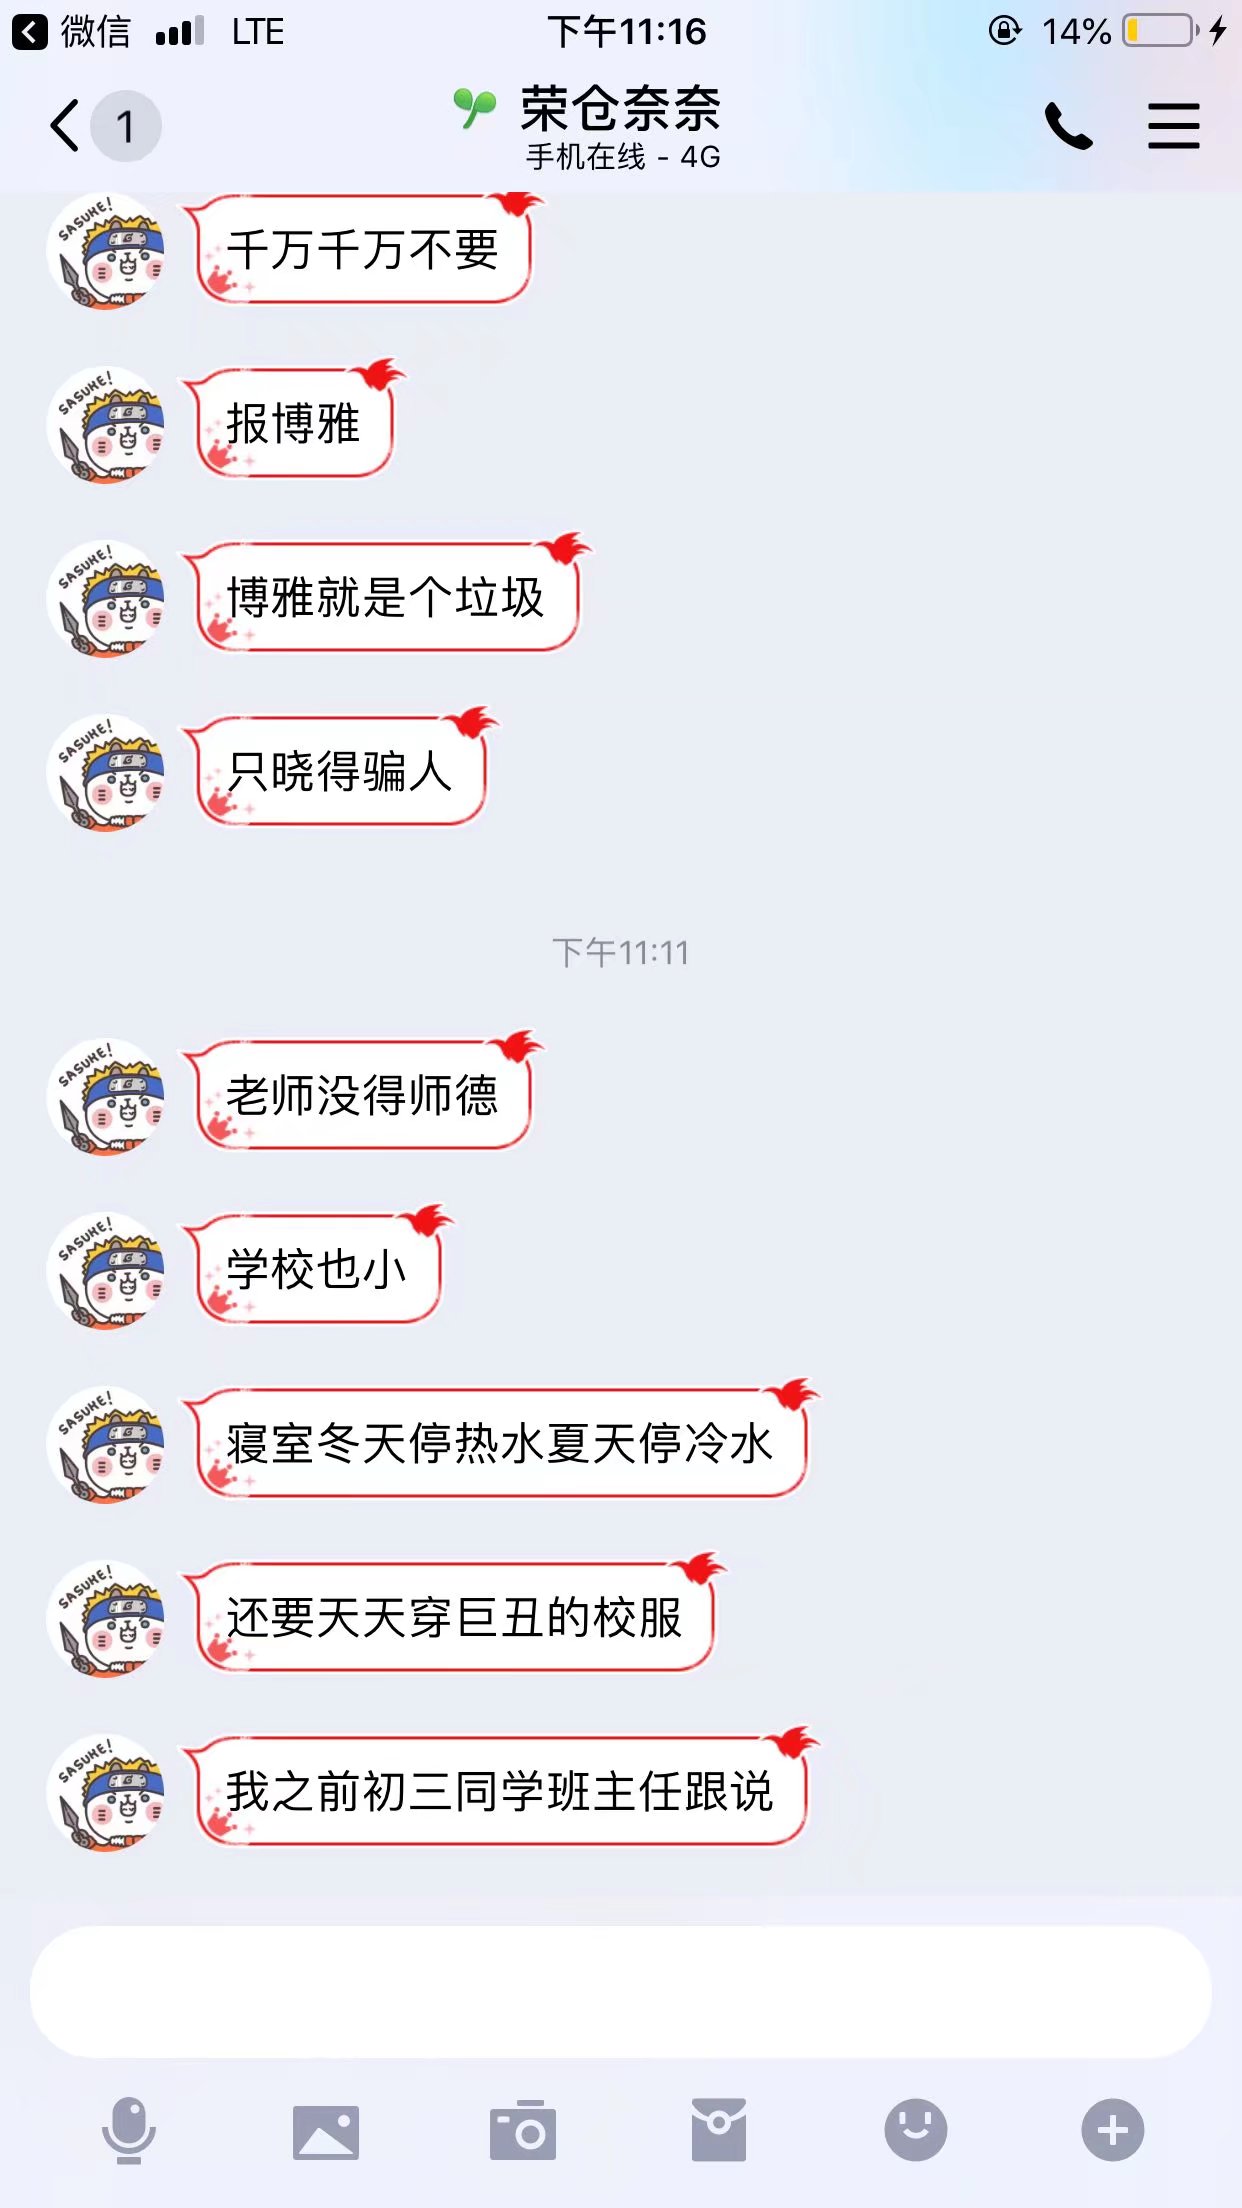 微信 LTE 下午11:16 14%
1
荣仓奈奈
手机在线 - 4G
SASUKE!
千万千万不要
SASUKE!
报博雅
SASUKE!
博雅就是个垃圾
SASUKE!
只晓得骗人
下午11:11
SASUKE!
老师没得师德
SASUKE!
学校也小
SASUKE!
寝室冬天停热水夏天停冷水
SASUKE!
还要天天穿巨丑的校服
SASUKE!
我之前初三同学班主任跟说